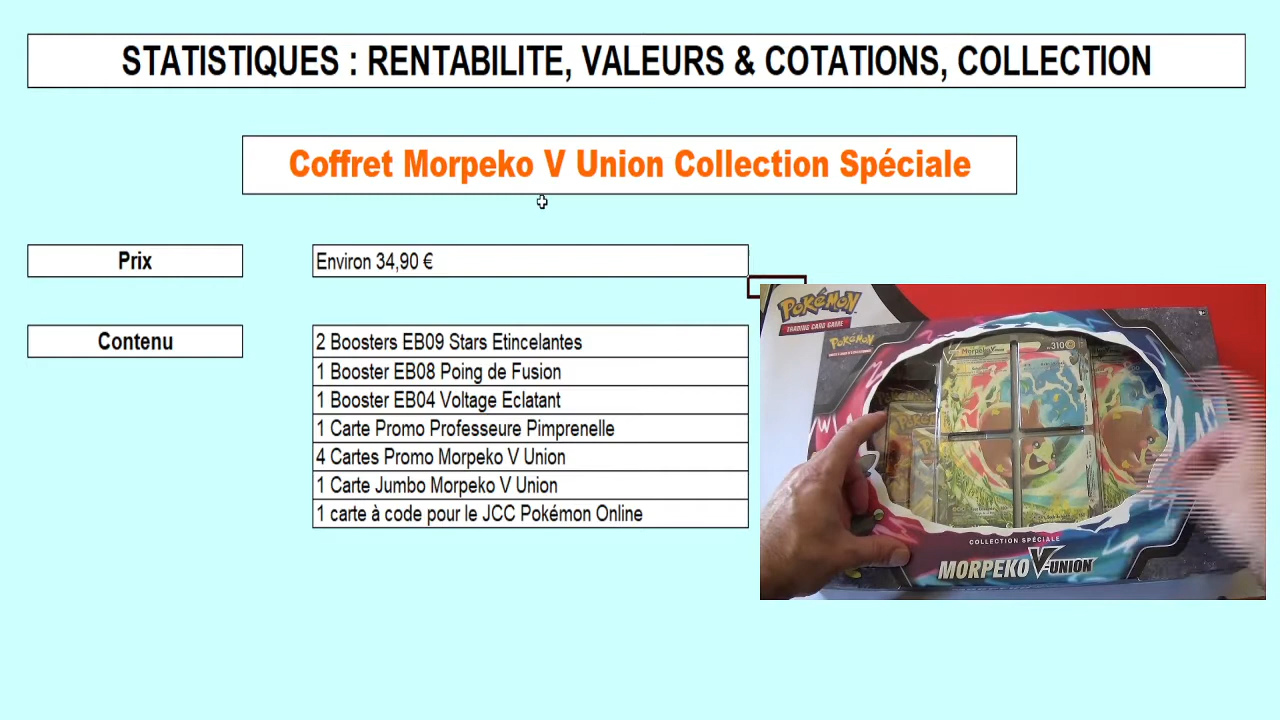 STATISTIQUES : RENTABILITE, VALEURS & COTATIONS, COLLECTION
Coffret Morpeko V Union Collection Spéciale
Prix
Environ 34,90 €
Contenu
2 Boosters EB09 Stars Etincelantes
1 Booster EB08 Poing de Fusion
1 Booster EB04 Voltage Eclatant
1 Carte Promo Professeure Pimprenelle
4 Cartes Promo Morpeko V Union
1 Carte Jumbo Morpeko V Union
1 carte à code pour le JCC Pokémon Online
POKÉMON
TRADING CARD GAME
POKÉMON
Morpeko
310
COLLECTION SPÉCIALE
MORPEKO V-UNION